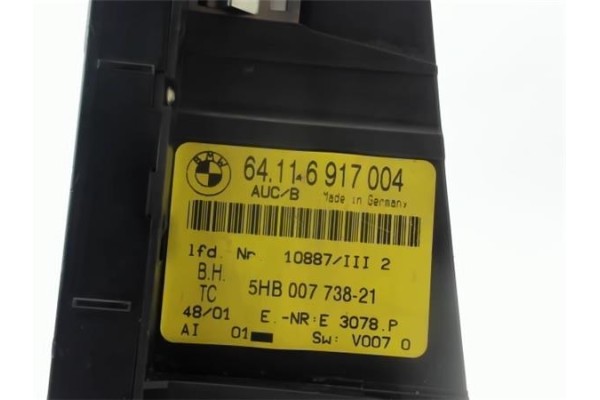 BMW 64.11-6 917 004
AUC/B Made in Germany
lfd. Nr 10887/III 2
B.H.
TC 5HB 007 738-21
48/01 E.-NR:E 3078.P
AI 01 Sw: V007 0